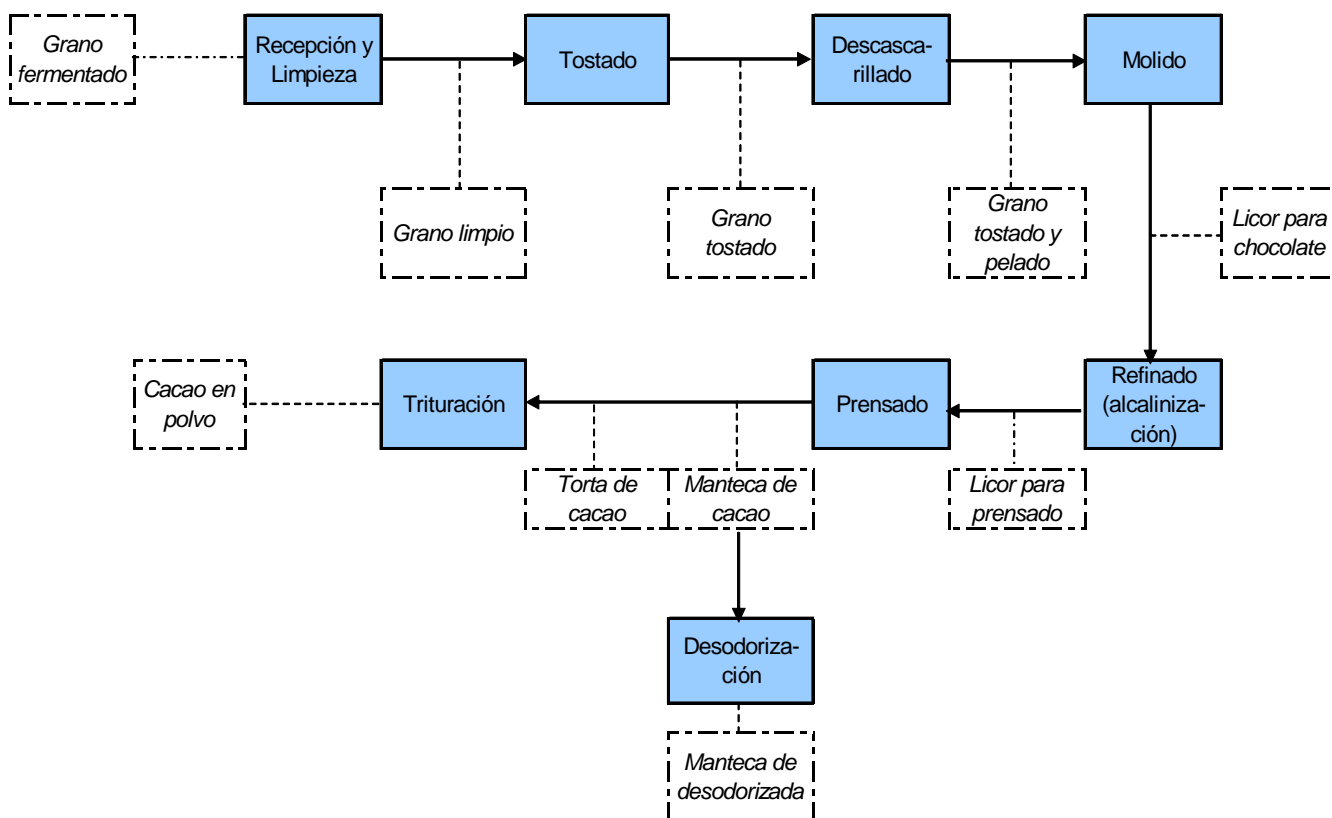 Grano
fermentado
Recepción y
Limpieza
Tostado
Descasca-
rillado
Molido
Grano limpio
Grano
tostado
Grano
tostado y
pelado
Licor para
chocolate
Cacao en
polvo
Trituración
Prensado
Refinado
(alcaliniza-
ción)
Torta de
cacao
Manteca de
cacao
Licor para
prensado
Desodoriza-
ción
Manteca de
desodorizada